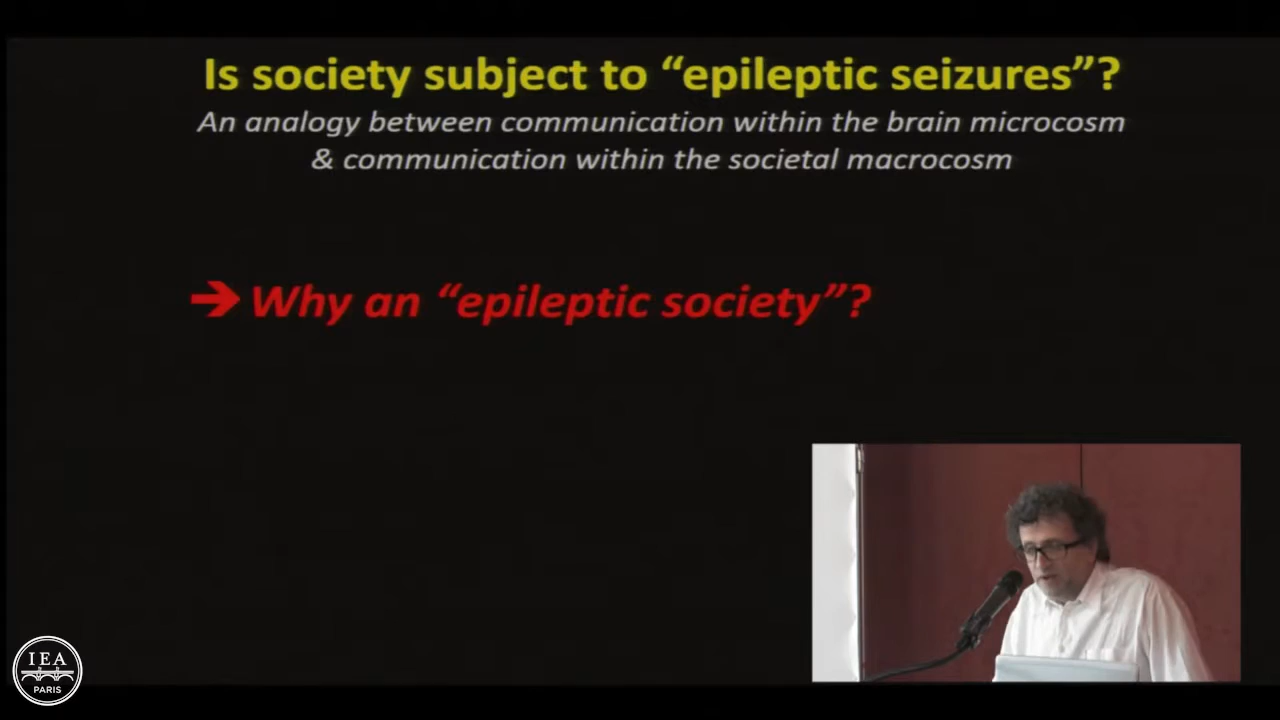 Is society subject to “epileptic seizures”?
An analogy between communication within the brain microcosm
& communication within the societal macrocosm
➔ Why an “epileptic society”?
IEA
PARIS